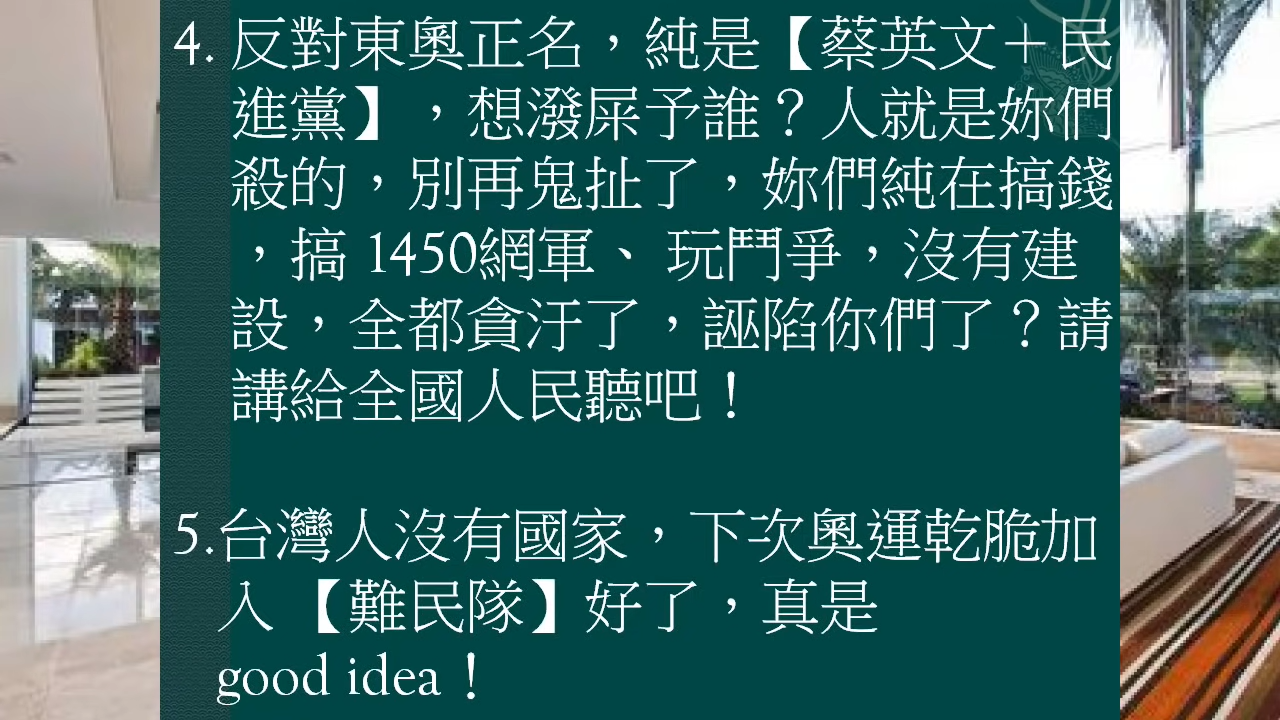 4. 反對東奧正名，純是【蔡英文＋民
進黨】，想潑屎予誰？人就是妳們
殺的，別再鬼扯了，妳們純在搞錢
，搞 1450網軍、玩鬥爭，沒有建
設，全都貪汙了，誣陷你們了？請
講給全國人民聽吧！
5.台灣人沒有國家，下次奧運乾脆加
入【難民隊】好了，真是
good idea！